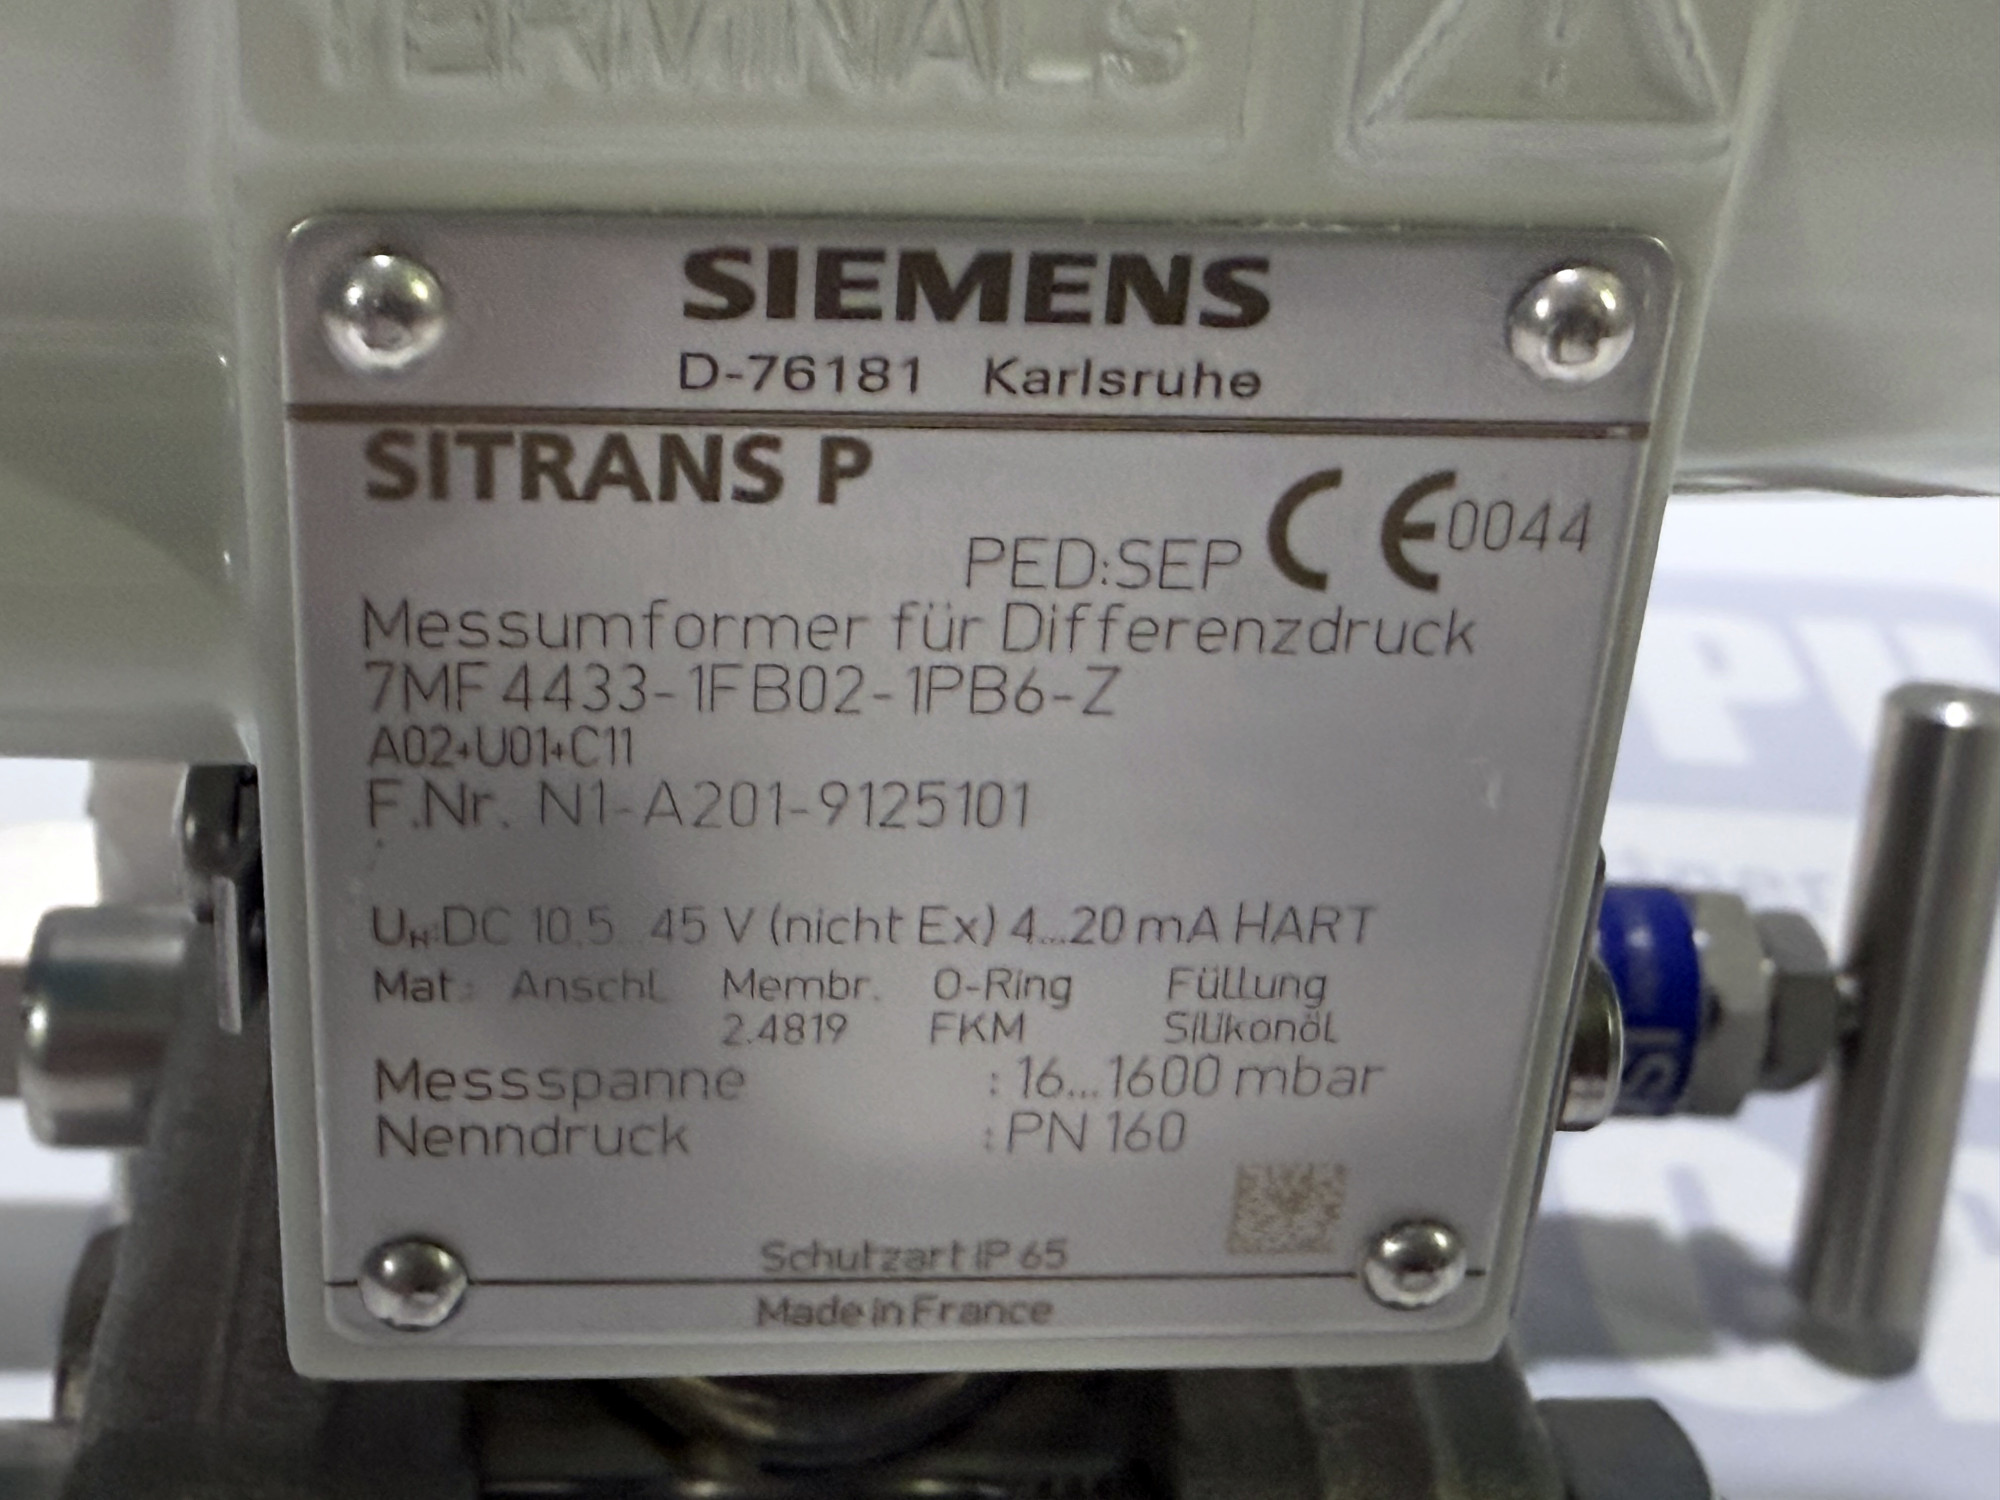 TERMINALS
SIEMENS
D-76181 Karlsruhe
SITRANS P
PED:SEP CE 0044
Messumformer für Differenzdruck
7MF4433-1FB02-1PB6-Z
A02+U01+C11
F.Nr. N1-A201-9125101
UH:DC 10,5...45 V (nicht Ex) 4...20 mA HART
Mat.: Anschl. Membr. O-Ring Füllung
2.4819 FKM Silikonöl
Messspanne : 16...1600 mbar
Nenndruck : PN 160
Schutzart IP 65
Made in France